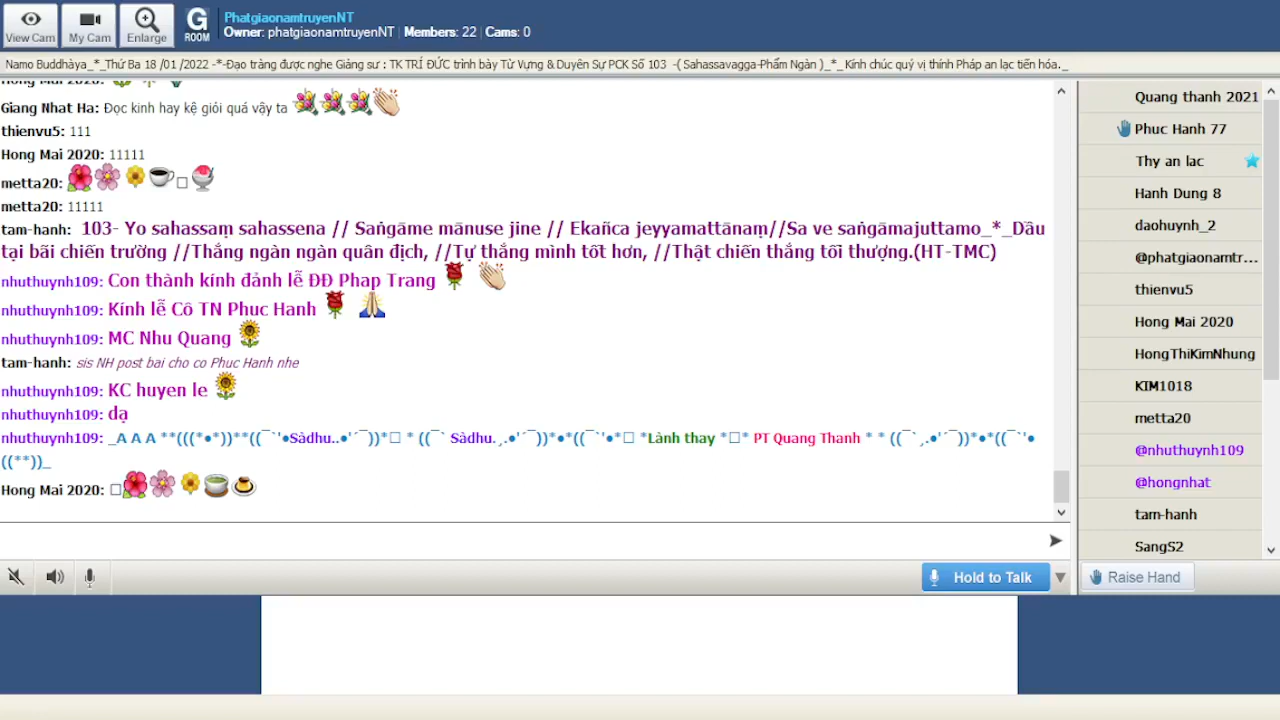 View Cam
My Cam
Enlarge
G
ROOM
PhatgiaonamtruyenNT
Owner: phatgiaonamtruyenNT | Members: 22 | Cams: 0
Namo Buddhàya_*_Thứ Ba 18 /01 /2022 -*-Đạo tràng được nghe Giảng sư : TK TRÍ ĐỨC trình bày Từ Vựng & Duyên Sự PCK Số 103 -( Sahassavagga-Phẩm Ngàn )_*_ Kính chúc quý vị thính Pháp an lạc tiến hóa._
Hong Mai 2020:
Giang Nhat Ha: Đọc kinh hay kệ giỏi quá vậy ta
thienvu5: 111
Hong Mai 2020: 11111
metta20:
metta20: 11111
tam-hanh: 103- Yo sahassaṃ sahassena // Saṅgāme mānuse jine // Ekañca jeyyamattānaṃ//Sa ve saṅgāmajuttamo_*_Dầu
tại bãi chiến trường //Thắng ngàn ngàn quân địch, //Tự thắng mình tốt hơn, //Thật chiến thắng tối thượng.(HT-TMC)
nhuthuynh109: Con thành kính đảnh lễ ĐĐ Phap Trang
nhuthuynh109: Kính lễ Cô TN Phuc Hanh
nhuthuynh109: MC Nhu Quang
tam-hanh: sis NH post bai cho co Phuc Hanh nhe
nhuthuynh109: KC huyen le
nhuthuynh109: dạ
nhuthuynh109: _A A A **(((*•*))**((¯`'•Sàdhu..•'´¯))*□ * ((¯` Sàdhu.¸.•'´¯))*•*((¯`'•*□ *Lành thay *□* PT Quang Thanh * * ((¯`¸.•'´¯))*•*((¯`'•
((**))_
Hong Mai 2020: □
Hold to Talk
Quang thanh 2021
Phuc Hanh 77
Thy an lac
Hanh Dung 8
daohuynh_2
@phatgiaonamtr...
thienvu5
Hong Mai 2020
HongThiKimNhung
KIM1018
metta20
@nhuthuynh109
@hongnhat
tam-hanh
SangS2
Raise Hand